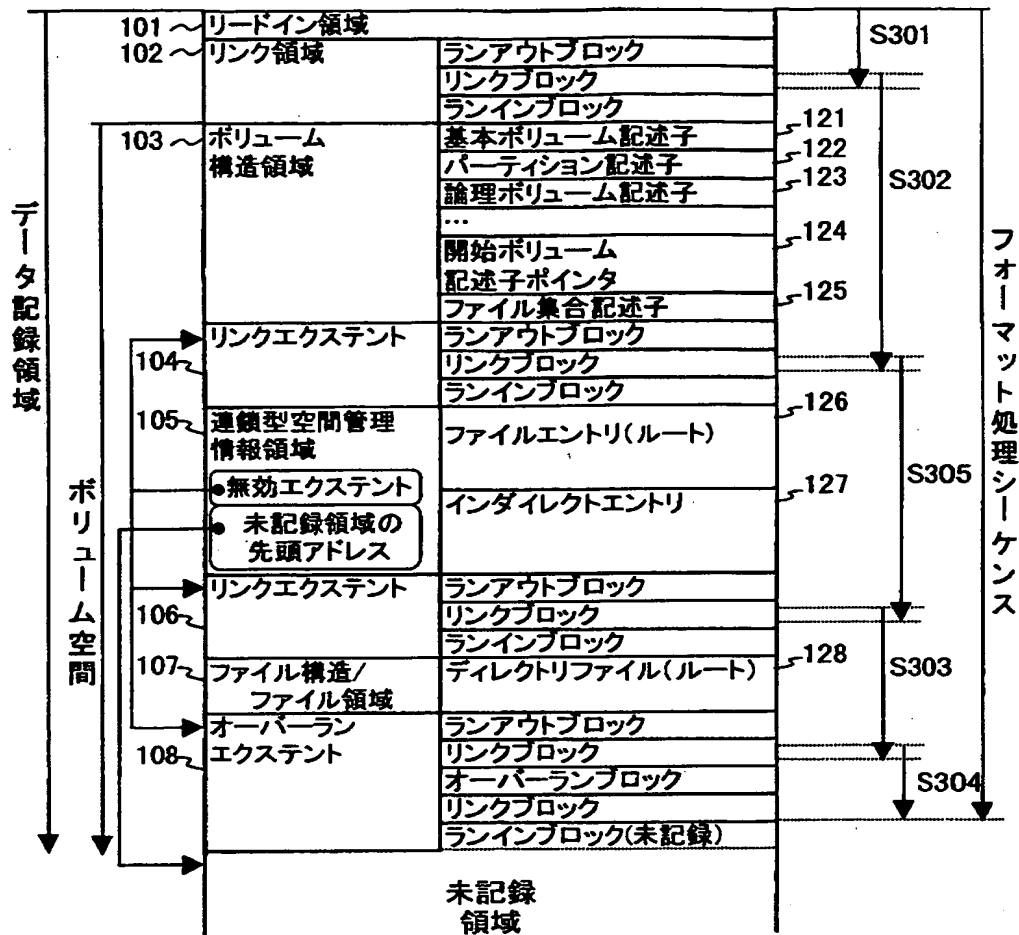 101
リードイン領域
102
リンク領域
ランアウトブロック
リンクブロック
ランインブロック
103
ボリューム
構造領域
基本ボリューム記述子
121
パーティション記述子
122
論理ボリューム記述子
123
...
開始ボリューム
記述子ポインタ
124
ファイル集合記述子
125
リンクエクステント
104
ランアウトブロック
リンクブロック
ランインブロック
105
連鎖型空間管理
情報領域
無効エクステント
未記録領域の
先頭アドレス
ファイルエントリ(ルート)
126
インダイレクトエントリ
127
リンクエクステント
106
ランアウトブロック
リンクブロック
ランインブロック
107
ファイル構造/
ファイル領域
ディレクトリファイル(ルート)
128
オーバーラン
エクステント
108
ランアウトブロック
リンクブロック
オーバーランブロック
リンクブロック
ランインブロック(未記録)
未記録
領域
データ記録領域
ボリューム空間
S301
S302
S305
S303
S304
フォーマット処理シーケンス